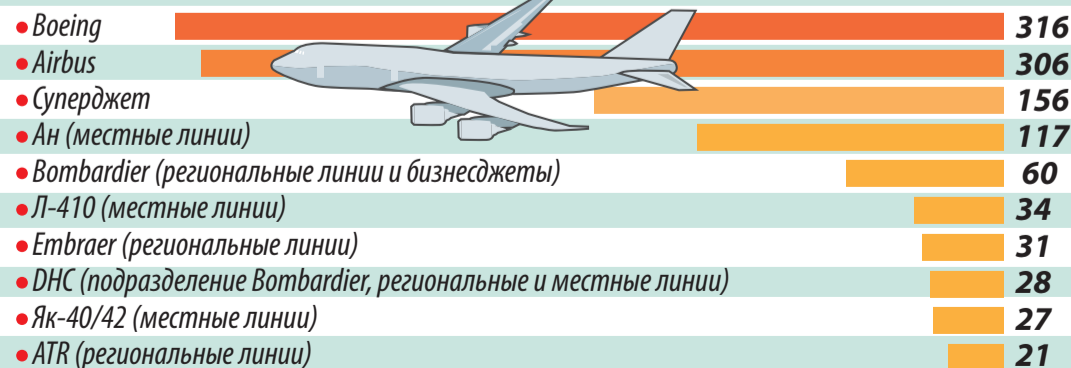 • Boeing 316
• Airbus 306
• Суперджет 156
• Ан (местные линии) 117
• Bombardier (региональные линии и бизнесджеты) 60
• Л-410 (местные линии) 34
• Embraer (региональные линии) 31
• DHC (подразделение Bombardier, региональные и местные линии) 28
• Як-40/42 (местные линии) 27
• ATR (региональные линии) 21